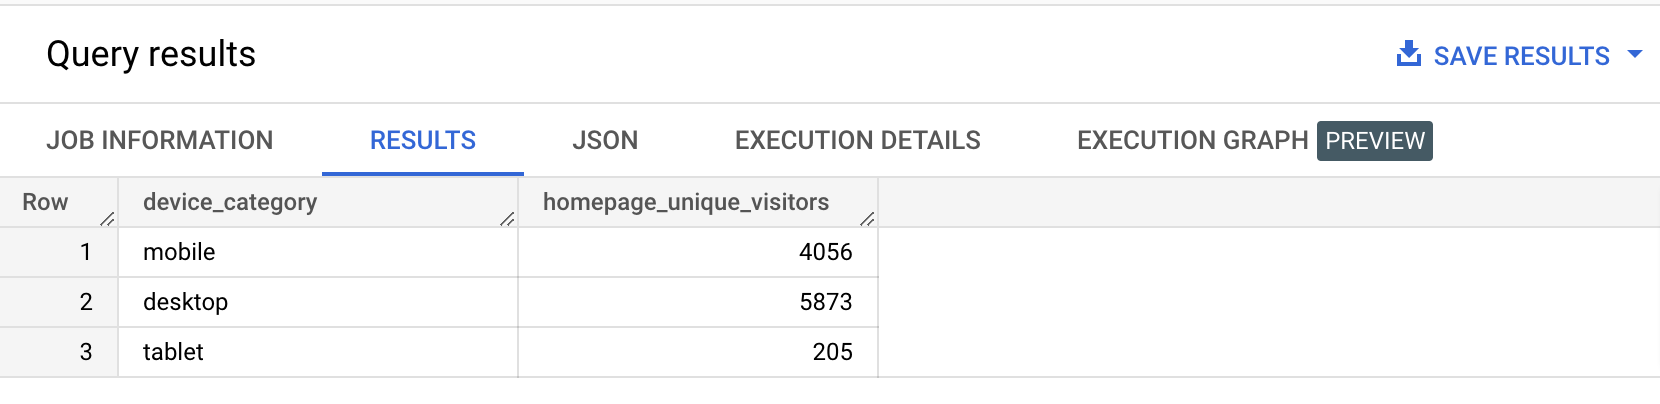 Query results
SAVE RESULTS
JOB INFORMATION RESULTS JSON EXECUTION DETAILS EXECUTION GRAPH PREVIEW
Row device_category homepage_unique_visitors
1 mobile 4056
2 desktop 5873
3 tablet 205